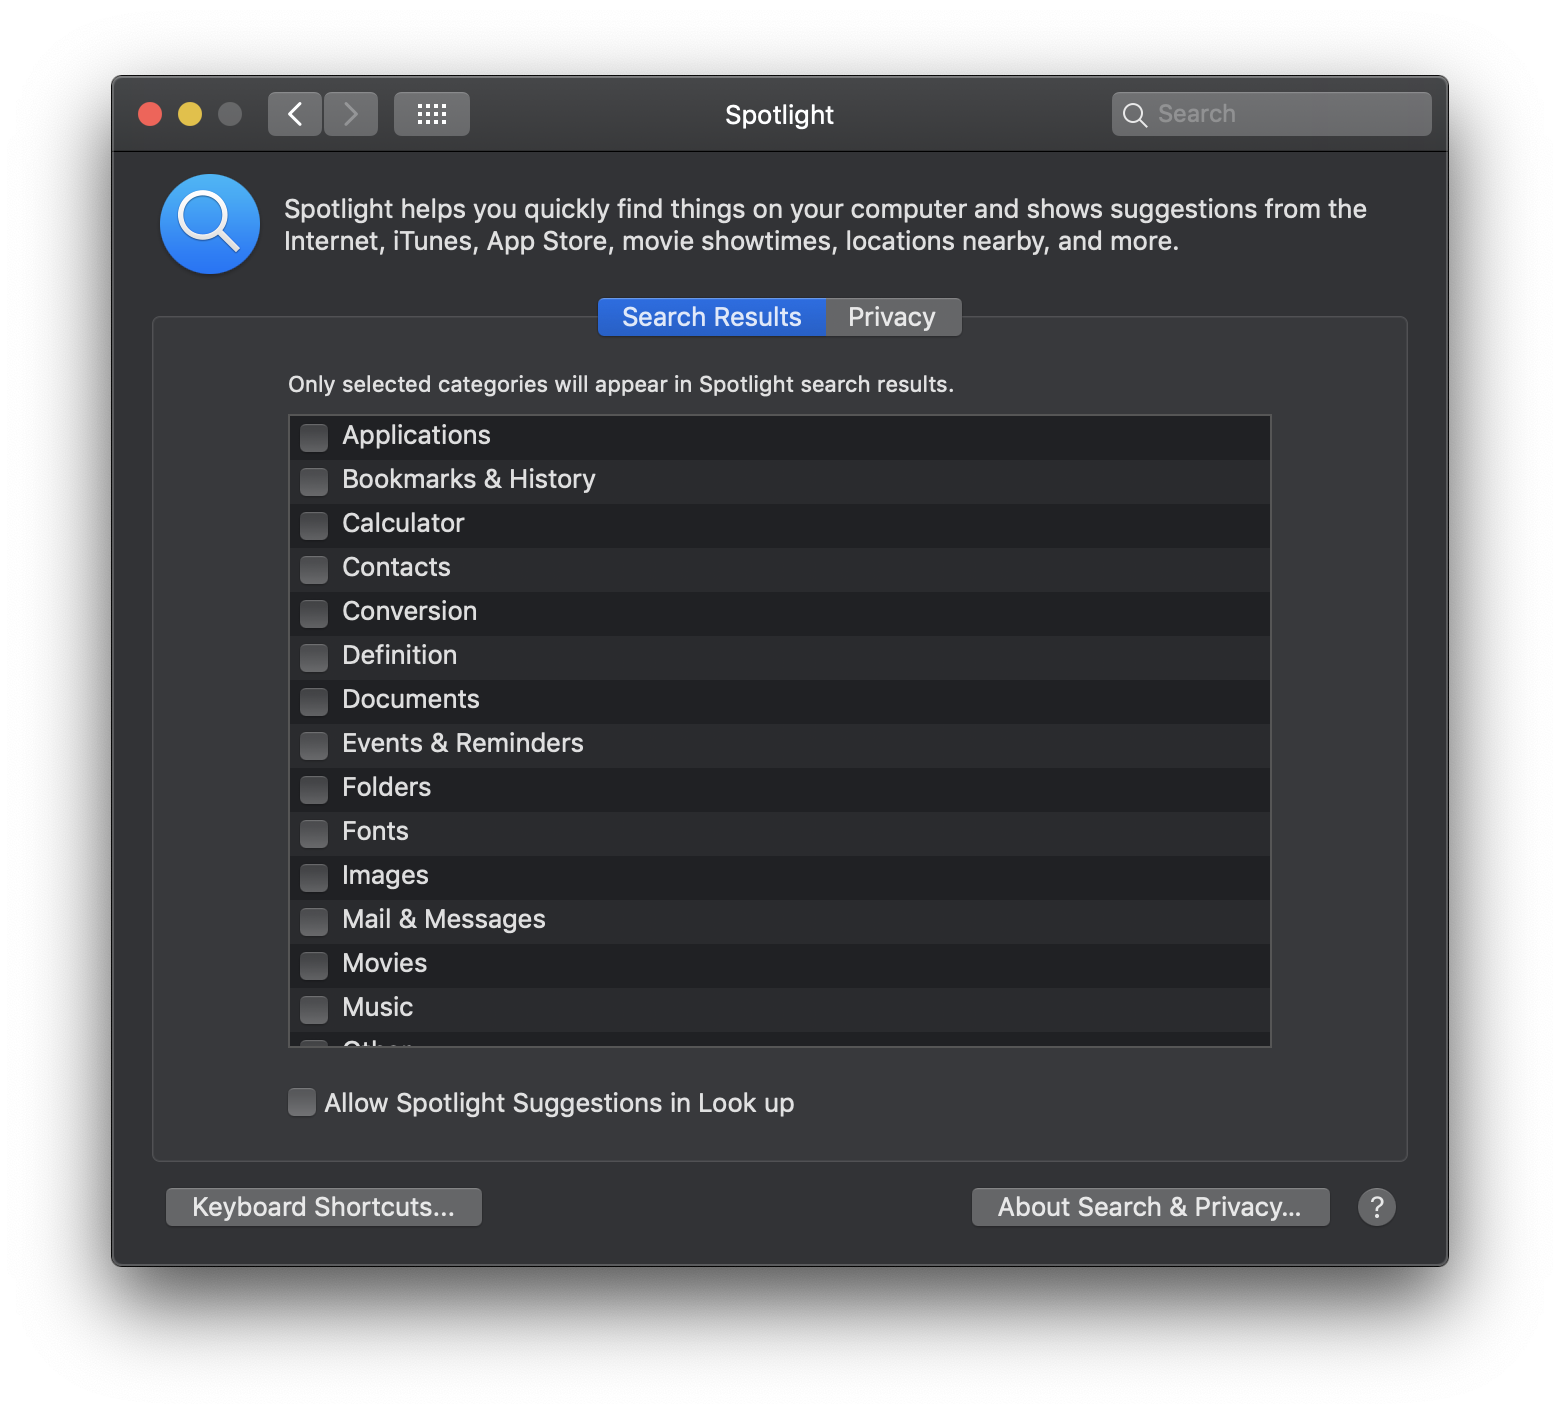 Spotlight
Search
Spotlight helps you quickly find things on your computer and shows suggestions from the
Internet, iTunes, App Store, movie showtimes, locations nearby, and more.
Search Results
Privacy
Only selected categories will appear in Spotlight search results.
Applications
Bookmarks & History
Calculator
Contacts
Conversion
Definition
Documents
Events & Reminders
Folders
Fonts
Images
Mail & Messages
Movies
Music
Allow Spotlight Suggestions in Look up
Keyboard Shortcuts...
About Search & Privacy...
?